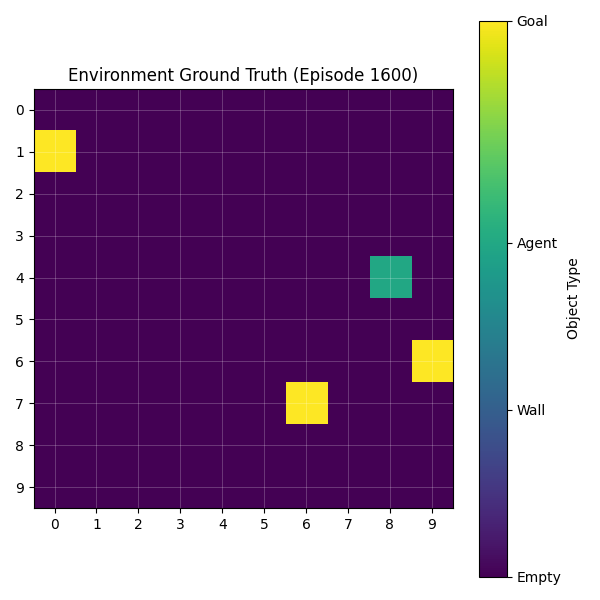 Environment Ground Truth (Episode 1600)
0
1
2
3
4
5
6
7
8
9
0 1 2 3 4 5 6 7 8 9
Goal
Agent
Wall
Empty
Object Type